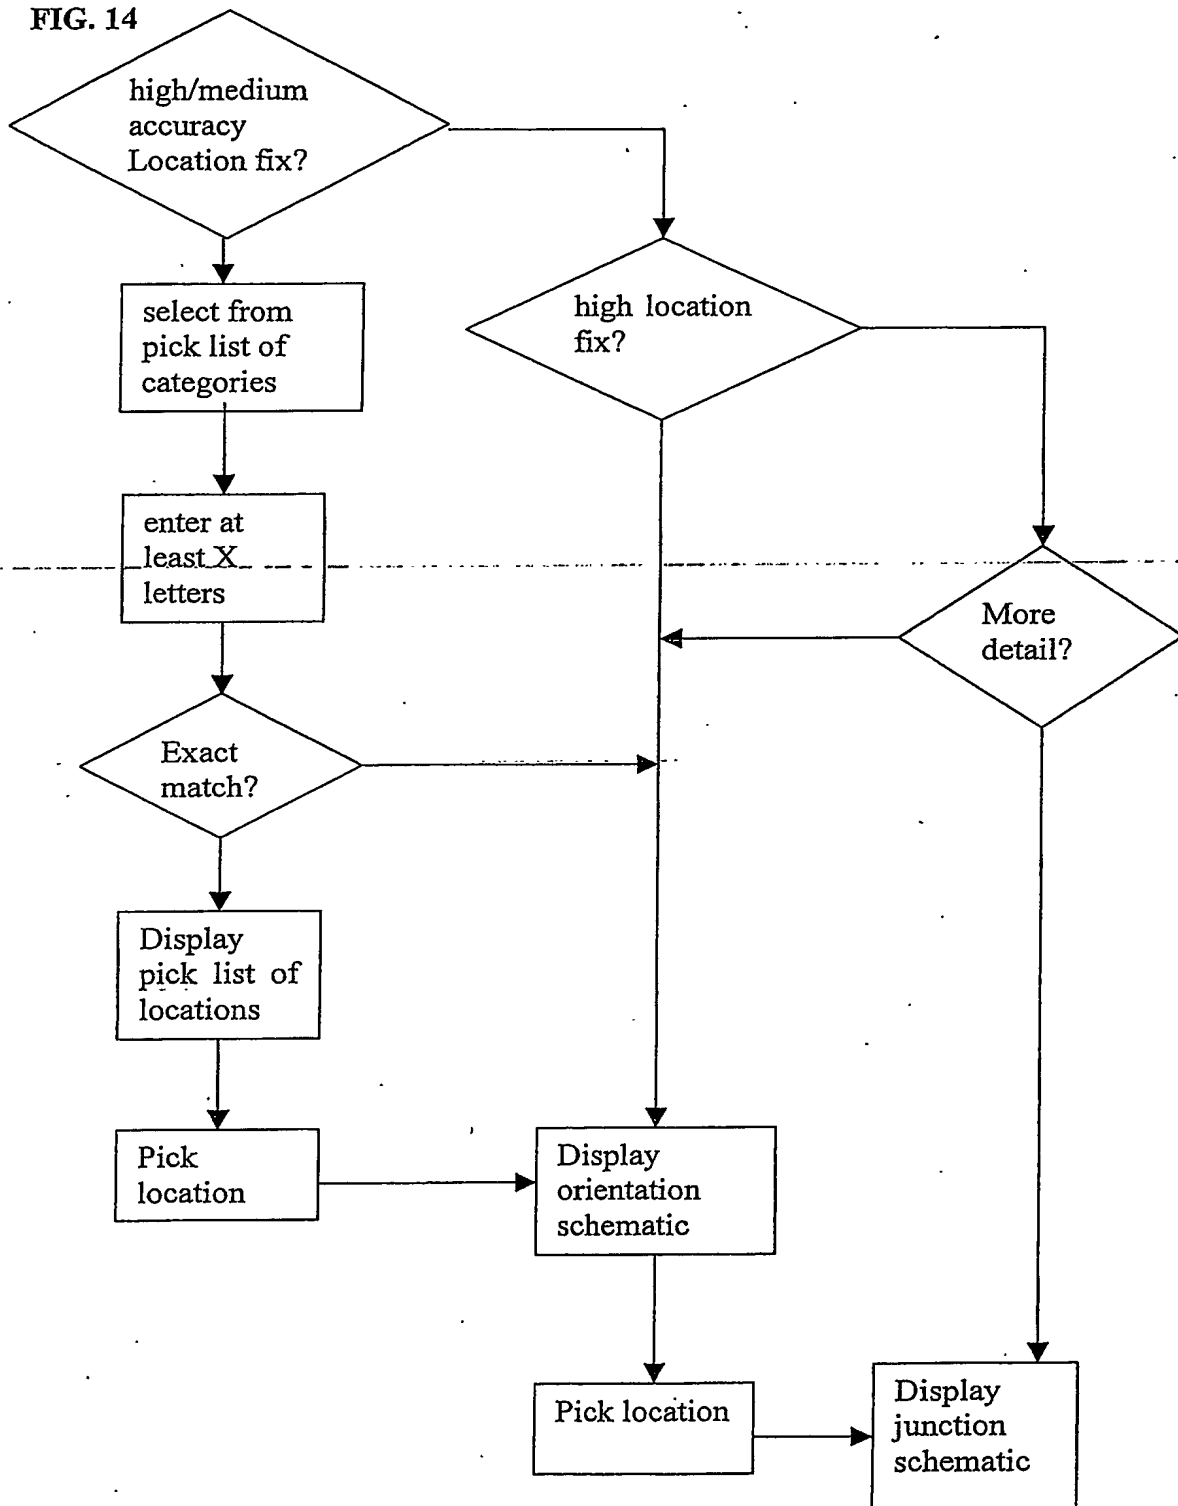 FIG. 14
high/medium
accuracy
Location fix?
high location
fix?
select from
pick list of
categories
enter at
least X
letters
More
detail?
Exact
match?
Display
pick list of
locations
Pick
location
Display
orientation
schematic
Pick location
Display
junction
schematic